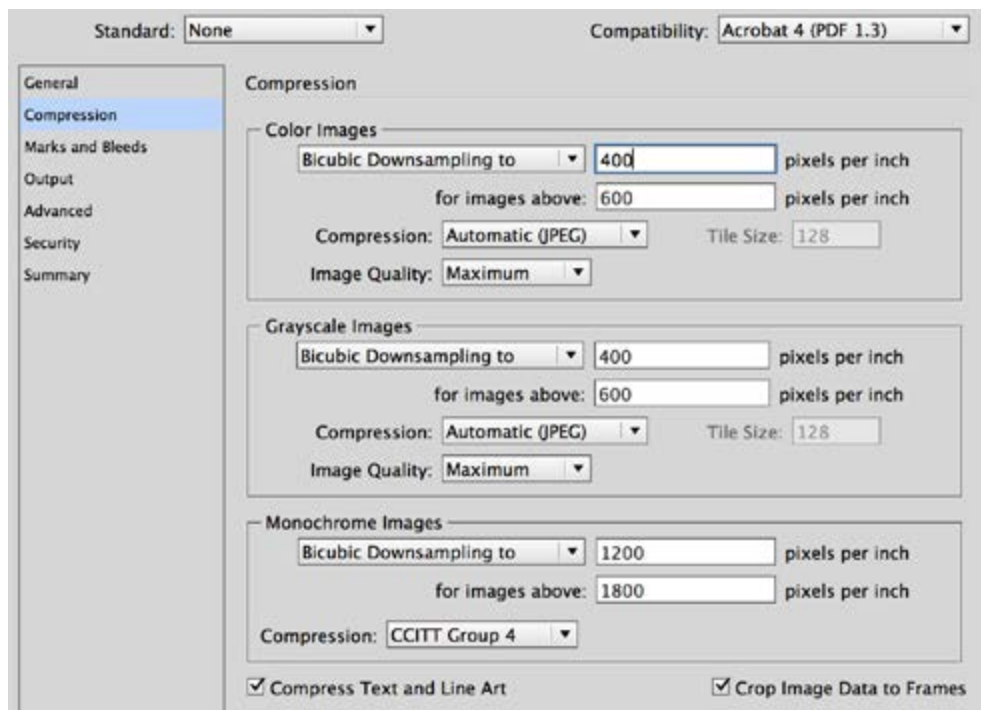 Standard: None Compatibility: Acrobat 4 (PDF 1.3)
General
Compression
Marks and Bleeds
Output
Advanced
Security
Summary
Compression
Color Images
Bicubic Downsampling to 400 pixels per inch
for images above: 600 pixels per inch
Compression: Automatic (JPEG) Tile Size: 128
Image Quality: Maximum
Grayscale Images
Bicubic Downsampling to 400 pixels per inch
for images above: 600 pixels per inch
Compression: Automatic (JPEG) Tile Size: 128
Image Quality: Maximum
Monochrome Images
Bicubic Downsampling to 1200 pixels per inch
for images above: 1800 pixels per inch
Compression: CCITT Group 4
Compress Text and Line Art Crop Image Data to Frames